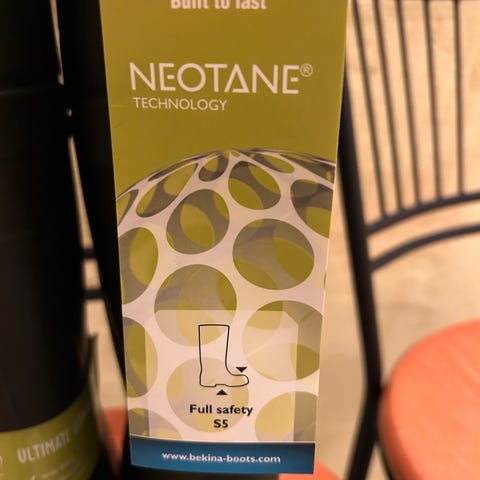 Built to last
NEOTANE®
TECHNOLOGY
Full safety
S5
www.bekina-boots.com
ULTIMATE